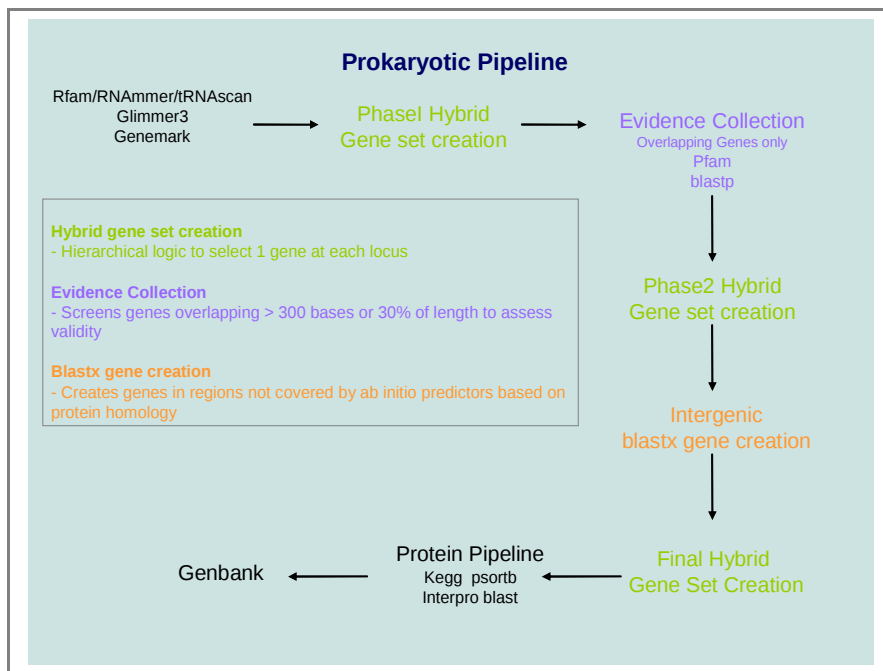 Prokaryotic Pipeline
Rfam/RNAmmer/tRNAscan
Glimmer3
Genemark
PhaseI Hybrid
Gene set creation
Evidence Collection
Overlapping Genes only
Pfam
blastp
Hybrid gene set creation
- Hierarchical logic to select 1 gene at each locus
Evidence Collection
- Screens genes overlapping > 300 bases or 30% of length to assess
validity
Blastx gene creation
- Creates genes in regions not covered by ab initio predictors based on
protein homology
Phase2 Hybrid
Gene set creation
Intergenic
blastx gene creation
Final Hybrid
Gene Set Creation
Protein Pipeline
Kegg psortb
Interpro blast
Genbank